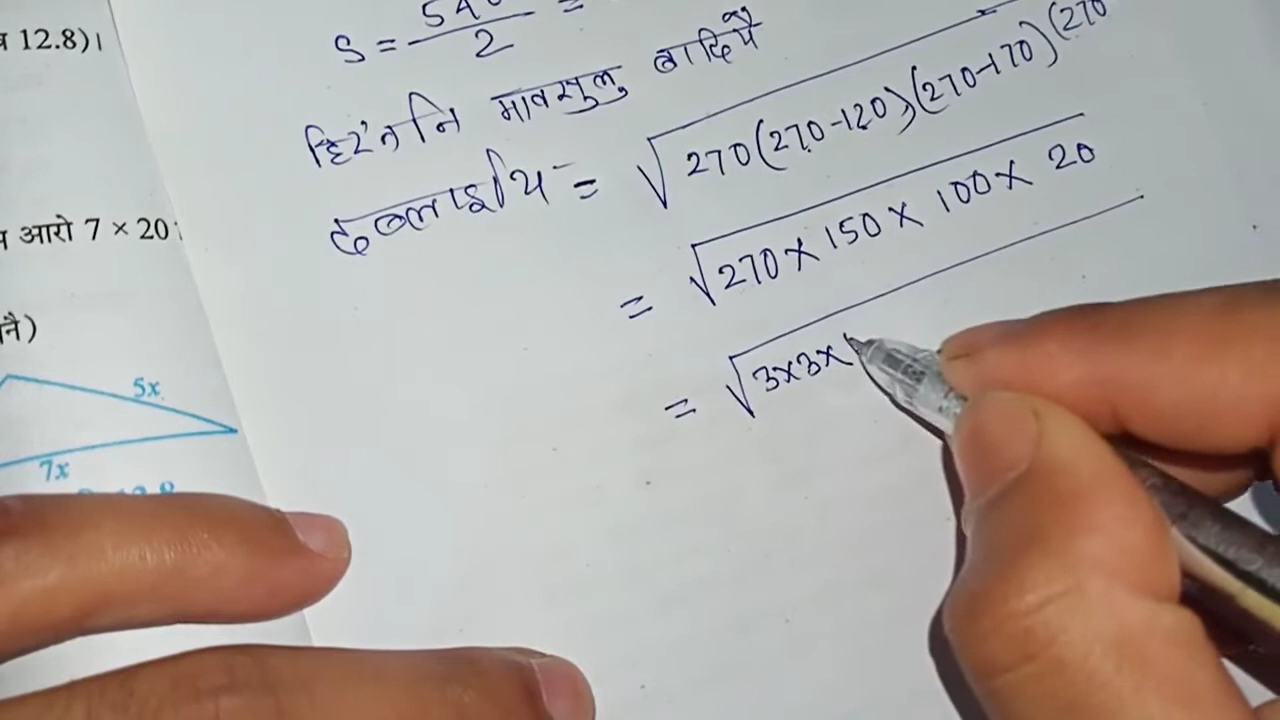 12.8)।
S = 540/2 =
हिर'ननि मावसुलु बादियै
= √270(270-120)(270-170)(270
= √270 × 150 × 100 × 20
आरो 7 × 20
= √3×3×
5x
7x